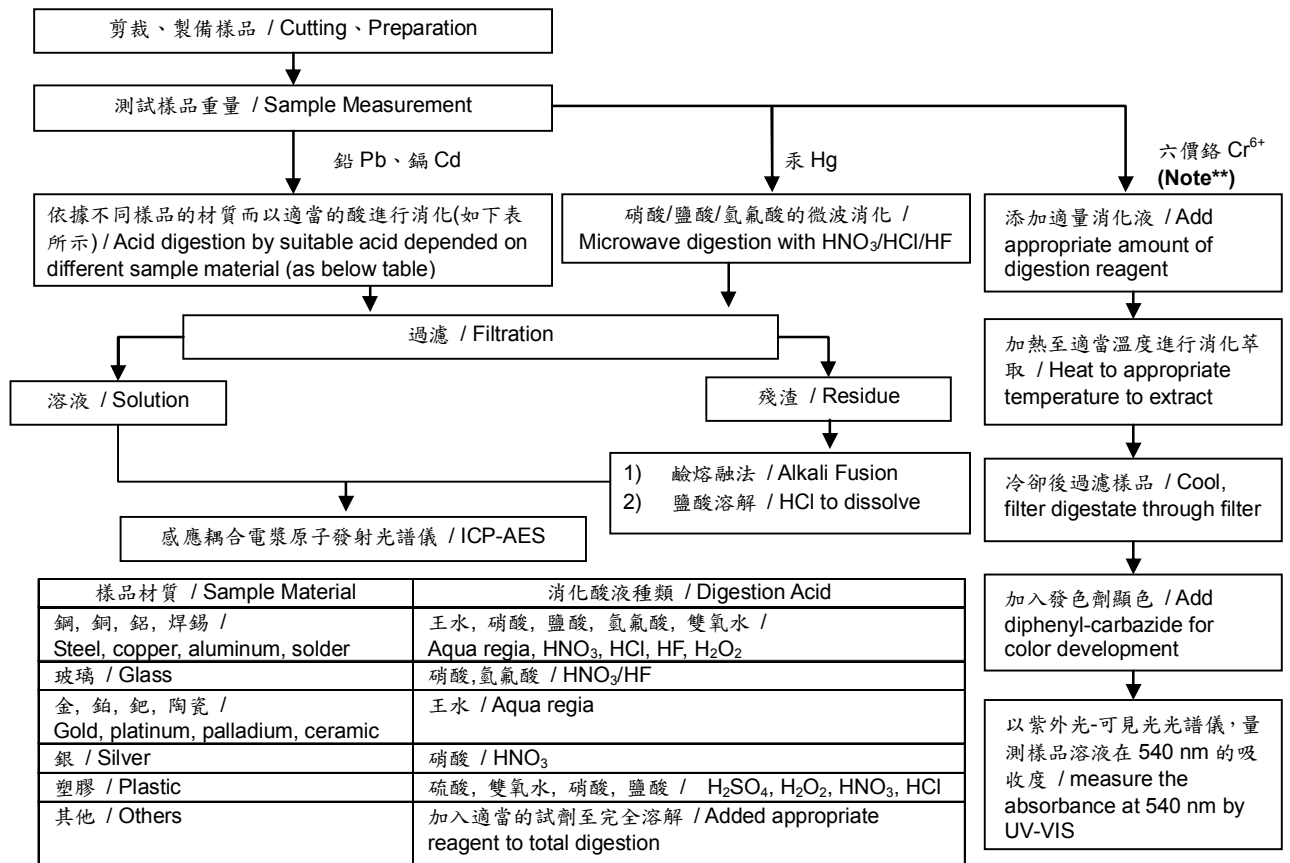 剪裁、製備樣品 / Cutting、Preparation
測試樣品重量 / Sample Measurement
鉛 Pb、鎘 Cd
汞 Hg
六價鉻 Cr⁶⁺
(Note**)
依據不同樣品的材質而以適當的酸進行消化(如下表
所示) / Acid digestion by suitable acid depended on
different sample material (as below table)
硝酸/鹽酸/氫氟酸的微波消化 /
Microwave digestion with HNO₃/HCl/HF
添加適量消化液 / Add
appropriate amount of
digestion reagent
過濾 / Filtration
加熱至適當溫度進行消化萃
取 / Heat to appropriate
temperature to extract
溶液 / Solution
殘渣 / Residue
1) 鹼熔融法 / Alkali Fusion
2) 鹽酸溶解 / HCl to dissolve
冷卻後過濾樣品 / Cool,
filter digestate through filter
感應耦合電漿原子發射光譜儀 / ICP-AES
加入發色劑顯色 / Add
diphenyl-carbazide for
color development
以紫外光-可見光光譜儀，量
測樣品溶液在 540 nm 的吸
收度 / measure the
absorbance at 540 nm by
UV-VIS
樣品材質 / Sample Material 消化酸液種類 / Digestion Acid
鋼, 銅, 鋁, 焊錫 / 王水, 硝酸, 鹽酸, 氫氟酸, 雙氧水 /
Steel, copper, aluminum, solder Aqua regia, HNO₃, HCl, HF, H₂O₂
玻璃 / Glass 硝酸,氫氟酸 / HNO₃/HF
金, 鉑, 鈀, 陶瓷 / 王水 / Aqua regia
Gold, platinum, palladium, ceramic
銀 / Silver 硝酸 / HNO₃
塑膠 / Plastic 硫酸, 雙氧水, 硝酸, 鹽酸 / H₂SO₄, H₂O₂, HNO₃, HCl
其他 / Others 加入適當的試劑至完全溶解 / Added appropriate
reagent to total digestion